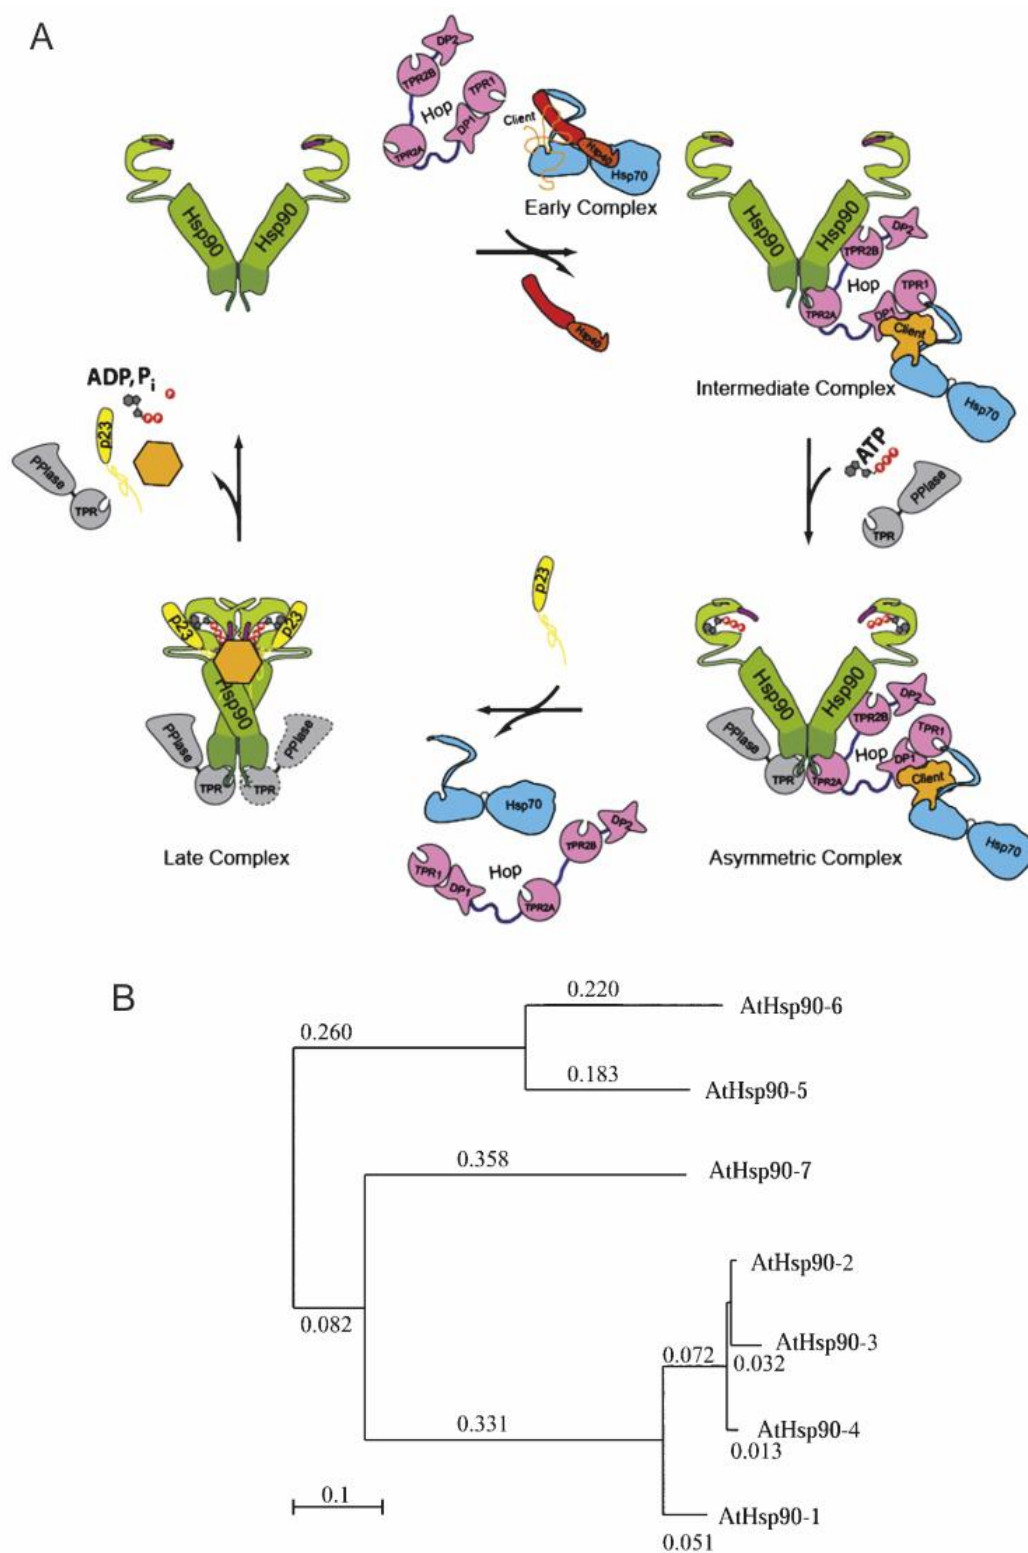 A
DP2
TPR2B
TPR1
Hop
DP1
TPR2A
Client
Hip40
Hsp70
Early Complex
Hsp90
Hsp90
Hip40
Hsp90
Hsp90
DP2
TPR2B
Hop
TPR1
TPR2A
DP1
Client
Hsp70
Intermediate Complex
ADP, Pi
p23
PPIase
TPR
ATP
PPIase
TPR
p23
p23
p23
Hsp90
PPIase
PPIase
TPR
TPR
Late Complex
Hsp70
DP2
TPR2B
Hop
TPR1
DP1
TPR2A
Hsp90
Hsp90
DP2
TPR2B
PPIase
Hop
TPR1
TPR
TPR2A
DP1
Client
Hsp70
Asymmetric Complex
B
0.220
AtHsp90-6
0.260
0.183
AtHsp90-5
0.358
AtHsp90-7
AtHsp90-2
0.082
0.072
0.032
AtHsp90-3
0.331
AtHsp90-4
0.013
0.1
AtHsp90-1
0.051